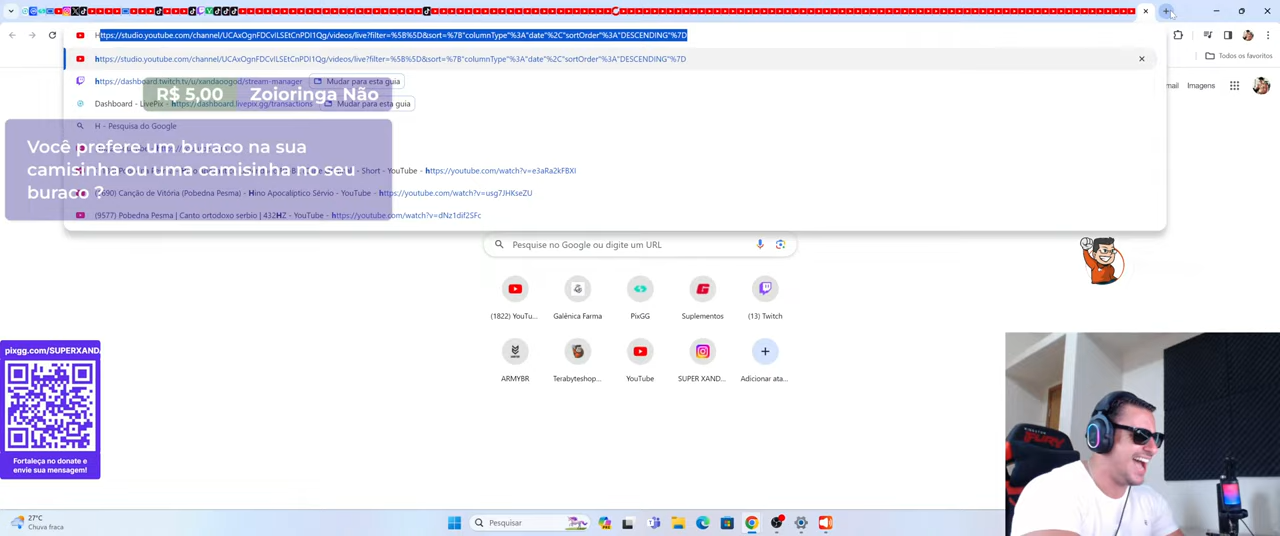 https://studio.youtube.com/channel/UCAxOgnFDCvILSEtCnPDI1Qg/videos/live?filter=%5B%5D&sort=%7B"columnType"%3A"date"%2C"sortOrder"%3A"DESCENDING"%7D
https://studio.youtube.com/channel/UCAxOgnFDCvILSEtCnPDI1Qg/videos/live?filter=%5B%5D&sort=%7B"columnType"%3A"date"%2C"sortOrder"%3A"DESCENDING"%7D
Todos os favoritos
https://dashboard.twitch.tv/u/xandaoogod/stream-manager Mudar para esta guia
Imagens
R$ 5,00 Zoioringa Não
Dashboard - LivePix - https://dashboard.livepix.gg/transactions Mudar para esta guia
H - Pesquisa do Google
Você prefere um buraco na sua
camisinha ou uma camisinha no seu
buraco ?
Short - YouTube - https://youtube.com/watch?v=e3aRa2kFBXI
Canção de Vitória (Pobedna Pesma) - Hino Apocalíptico Sérvio - YouTube - https://youtube.com/watch?v=usg7JHKseZU
(9577) Pobedna Pesma | Canto ortodoxo serbio | 432HZ - YouTube - https://youtube.com/watch?v=dNz1dif2SFc
Pesquise no Google ou digite um URL
(1822) YouTu...
Galênica Farma
PixGG
Suplementos
(13) Twitch
ARMYBR
Terabyteshop...
YouTube
SUPER XAND...
Adicionar ata...
pixgg.com/SUPERXANDA
Fortaleça no donate e
envie sua mensagem!
27°C
Chuva fraca
Pesquisar